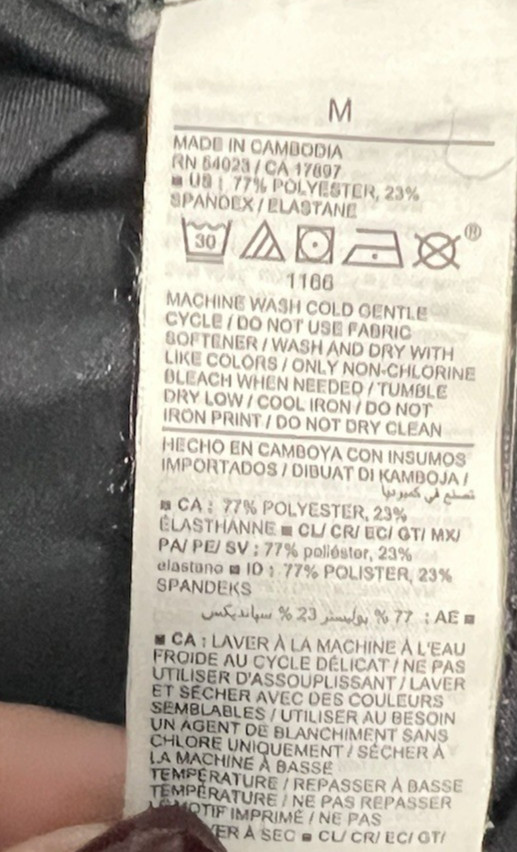 M
MADE IN CAMBODIA
RN 54023 / CA 17897
■ US : 77% POLYESTER, 23%
SPANDEX / ELASTANE
30
®
1166
MACHINE WASH COLD GENTLE
CYCLE / DO NOT USE FABRIC
SOFTENER / WASH AND DRY WITH
LIKE COLORS / ONLY NON-CHLORINE
BLEACH WHEN NEEDED / TUMBLE
DRY LOW / COOL IRON / DO NOT
IRON PRINT / DO NOT DRY CLEAN
HECHO EN CAMBOYA CON INSUMOS
IMPORTADOS / DIBUAT DI KAMBOJA /
تصنع في كمبوديا
■ CA : 77% POLYESTER, 23%
ÉLASTHANNE ■ CL/ CR/ EC/ GT/ MX/
PA/ PE/ SV : 77% poliéster, 23%
elastano ■ ID : 77% POLISTER, 23%
SPANDEKS
■ AE : 77 % بوليستر 23 % سباندیكس
■ CA : LAVER À LA MACHINE À L'EAU
FROIDE AU CYCLE DÉLICAT / NE PAS
UTILISER D'ASSOUPLISSANT / LAVER
ET SÉCHER AVEC DES COULEURS
SEMBLABLES / UTILISER AU BESOIN
UN AGENT DE BLANCHIMENT SANS
CHLORE UNIQUEMENT / SÉCHER À
LA MACHINE À BASSE
TEMPÉRATURE / REPASSER À BASSE
TEMPÉRATURE / NE PAS REPASSER
MOTIF IMPRIMÉ / NE PAS
À SEC ■ CL/ CR/ EC/ GT/